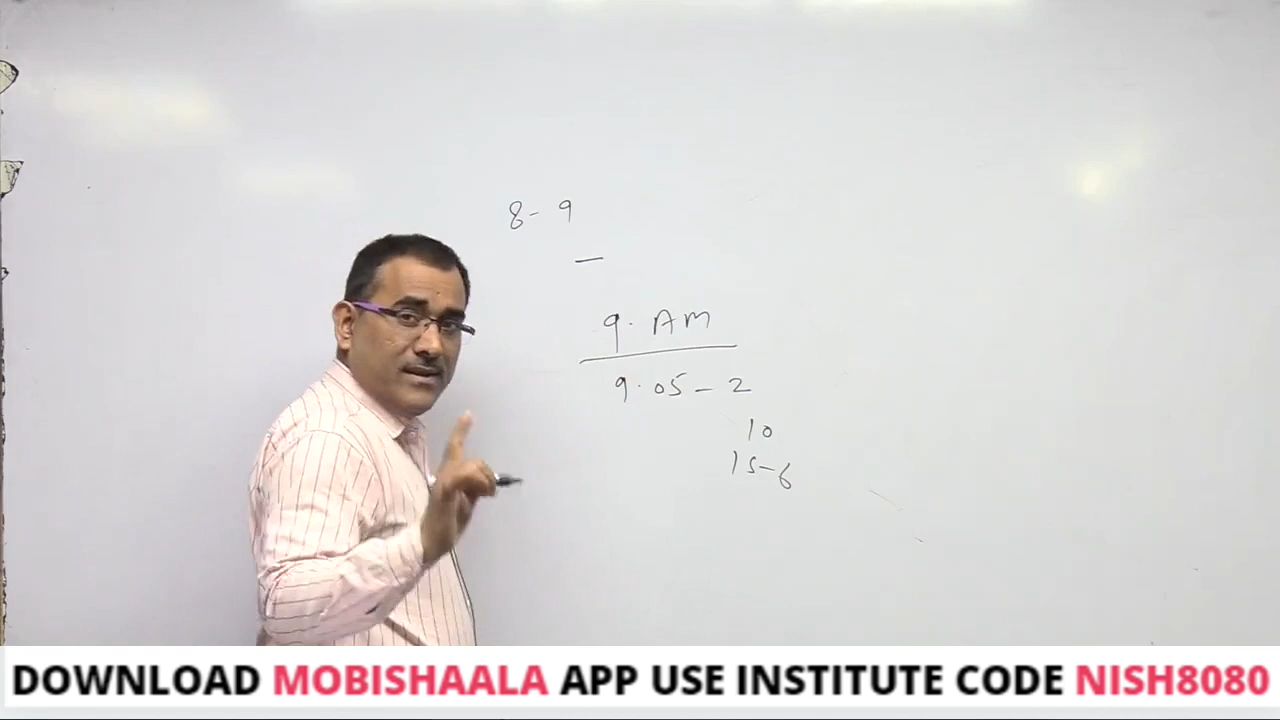 8- 9
9. AM
9.05-2
10
15-6
DOWNLOAD MOBISHAALA APP USE INSTITUTE CODE NISH8080